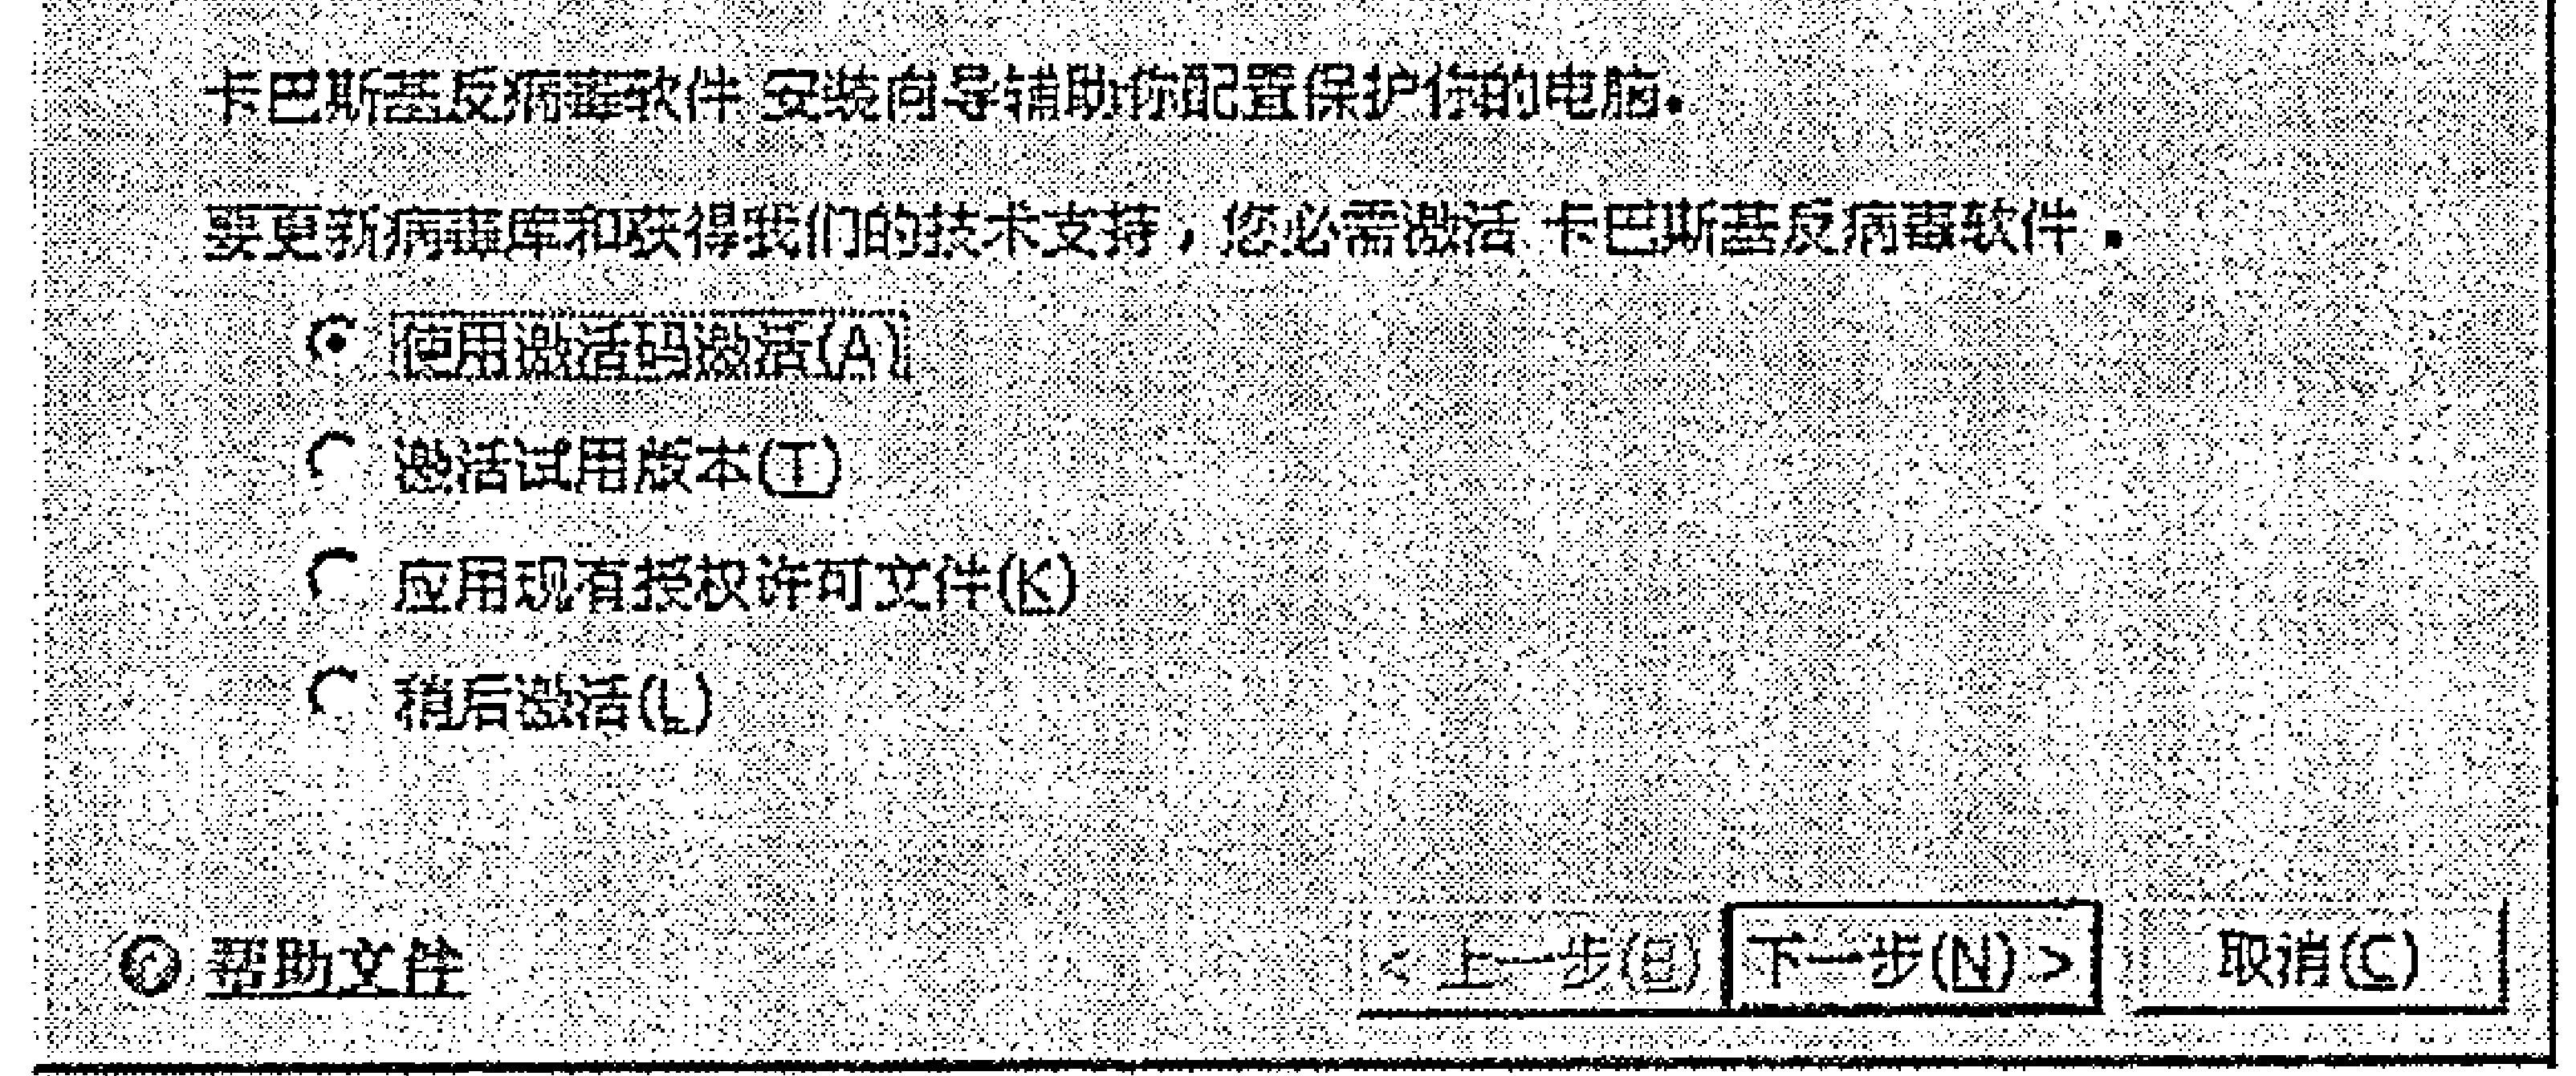 卡巴斯基反病毒软件 安装向导辅助你配置保护你的电脑.
要更新病毒库和获得我们的技术支持，您必需激活 卡巴斯基反病毒软件 .
使用激活码激活(A)
激活试用版本(T)
应用现有授权许可文件(K)
稍后激活(L)
帮助文件
< 上一步(B) 下一步(N) > 取消(C)